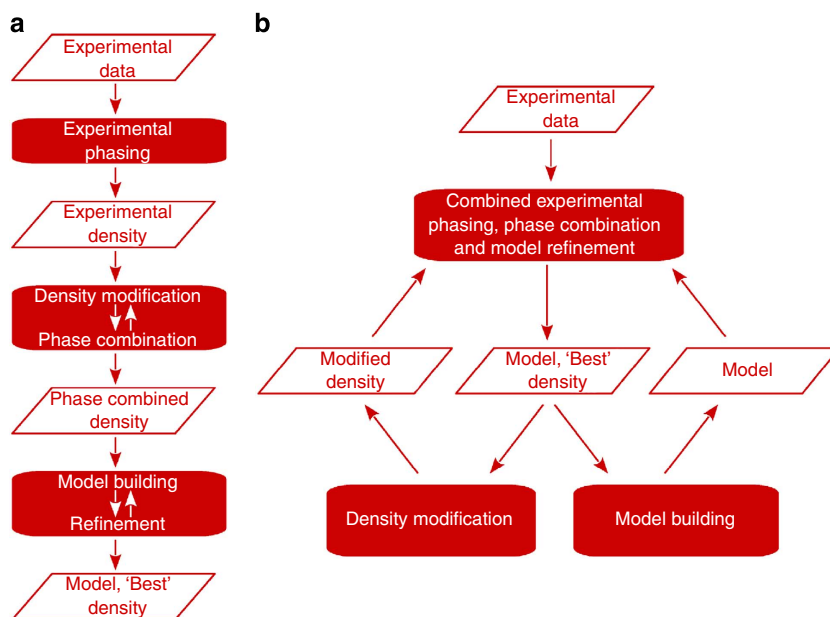 a
Experimental
data
Experimental
phasing
Experimental
density
Density modification
Phase combination
Phase combined
density
Model building
Refinement
Model, ‘Best’
density
b
Experimental
data
Combined experimental
phasing, phase combination
and model refinement
Modified
density
Model, ‘Best’
density
Model
Density modification
Model building